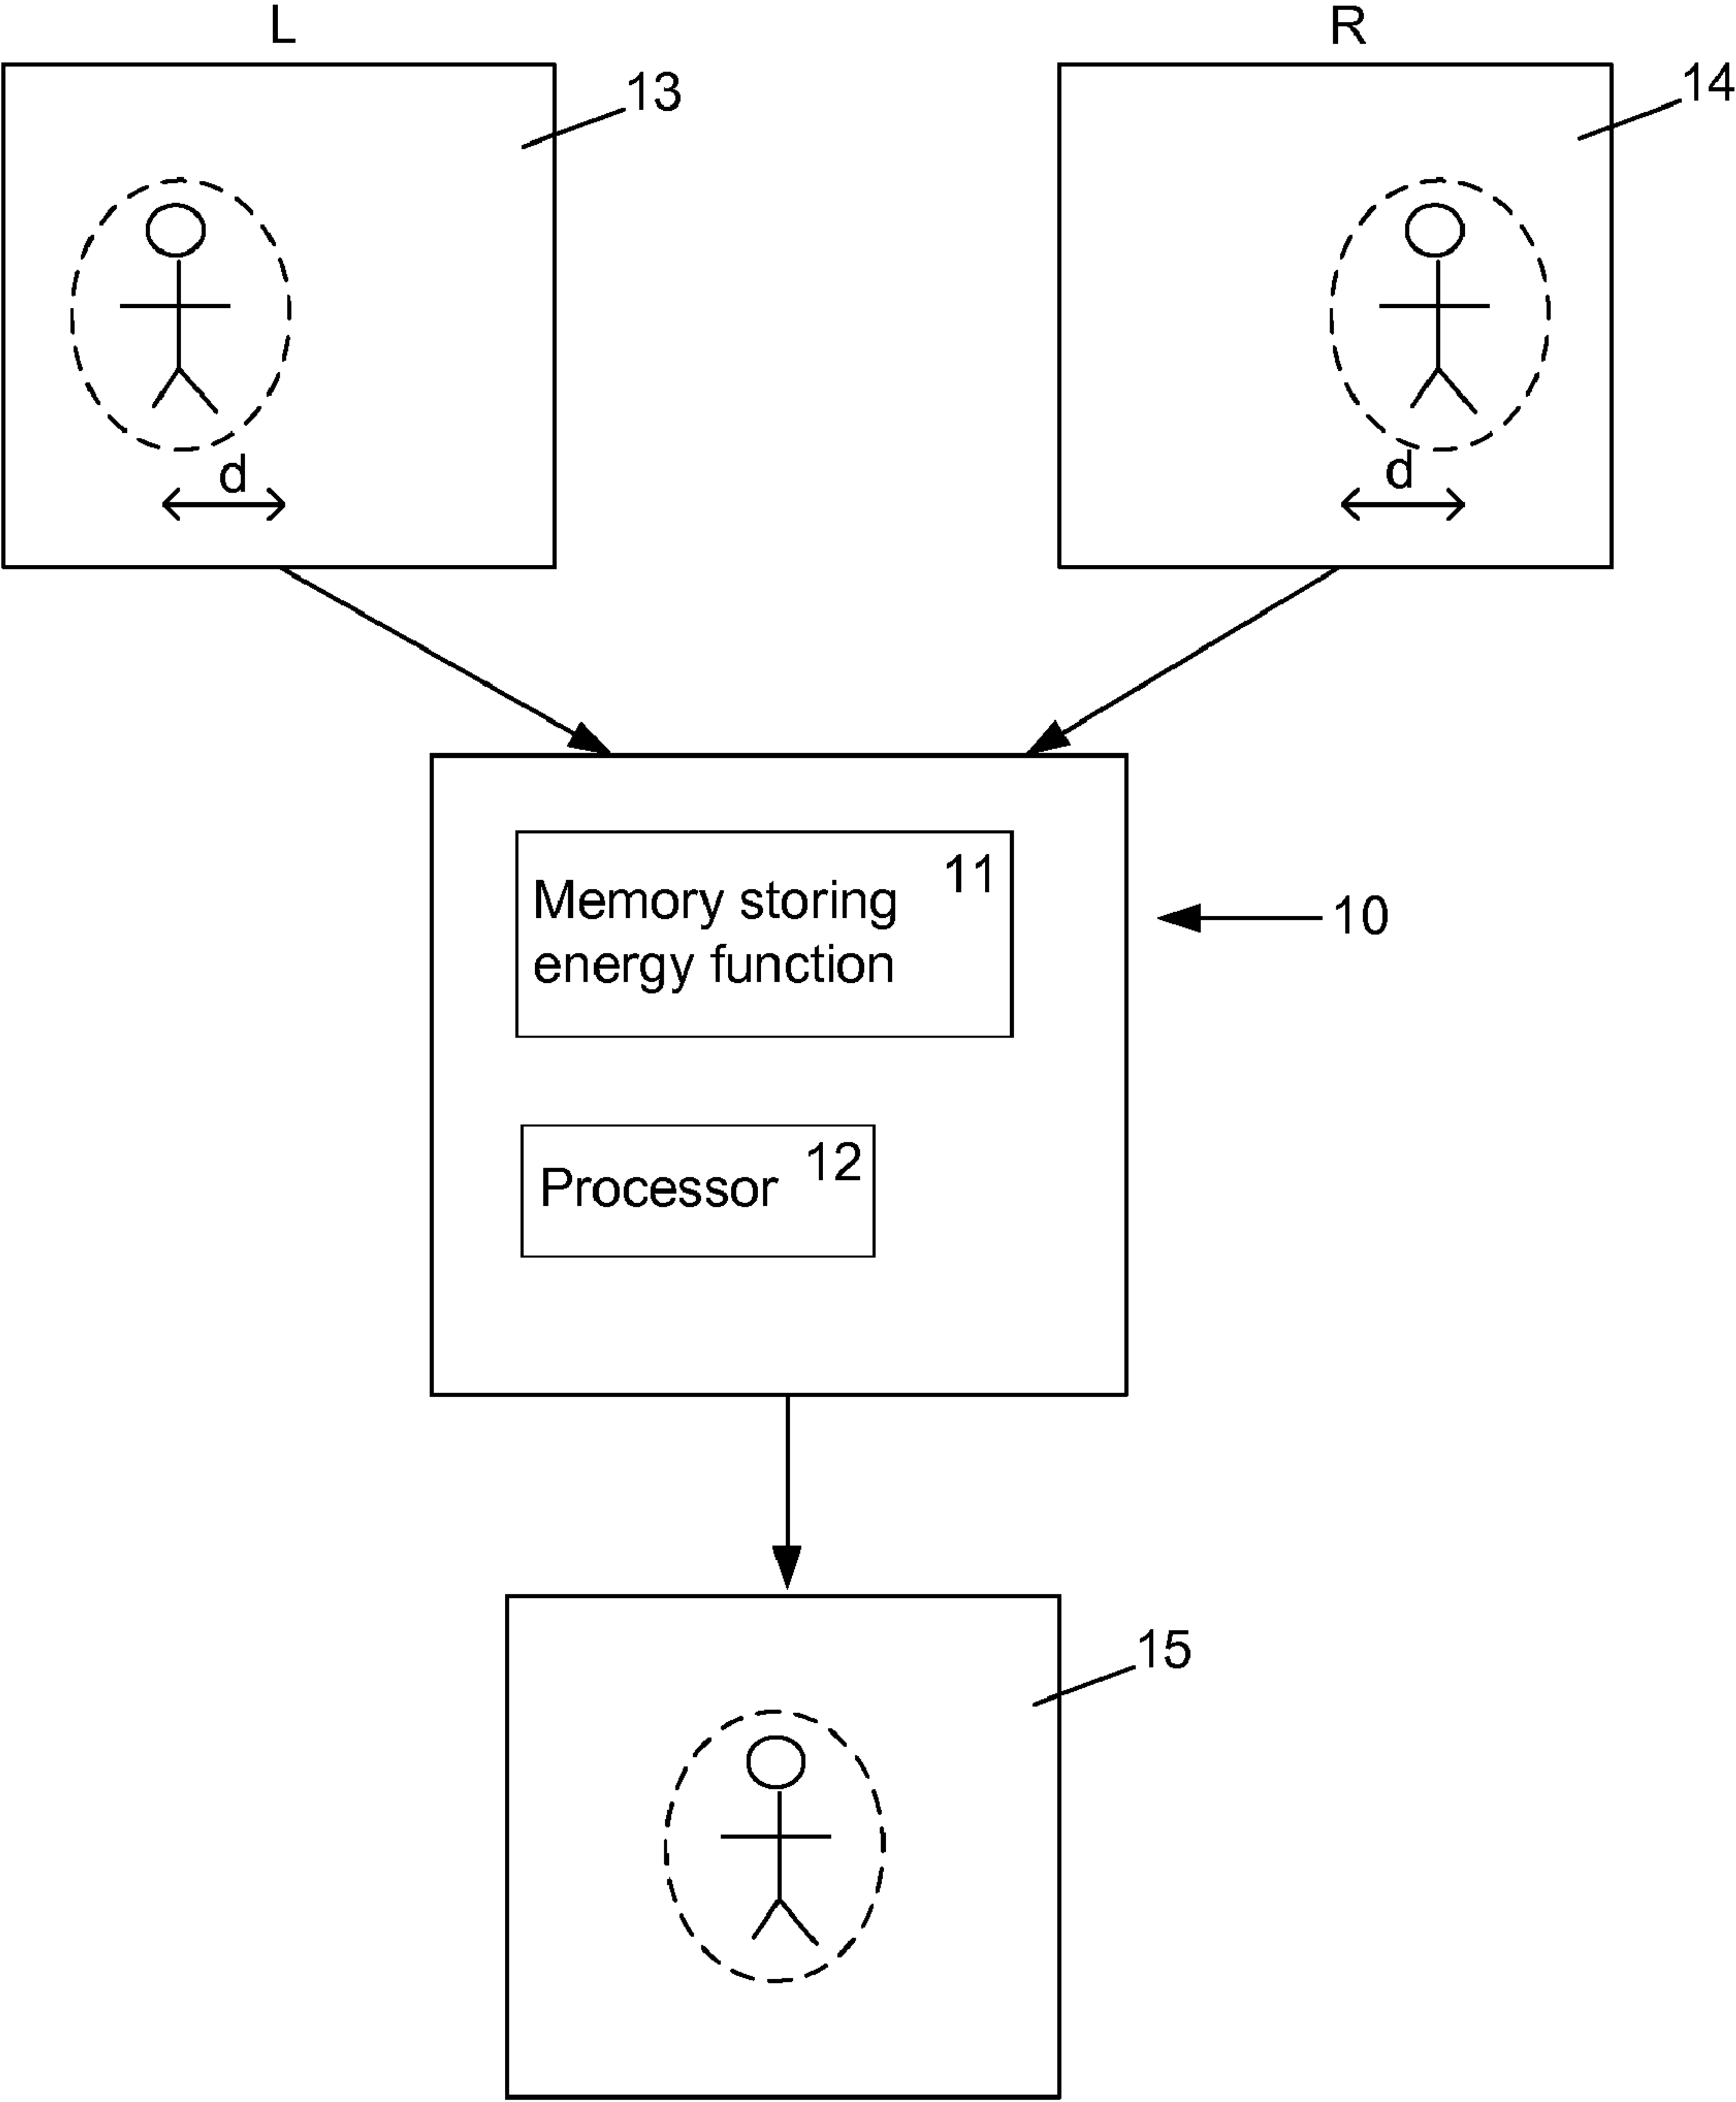 L
R
13
14
d
d
11
Memory storing
energy function
10
12
Processor
15